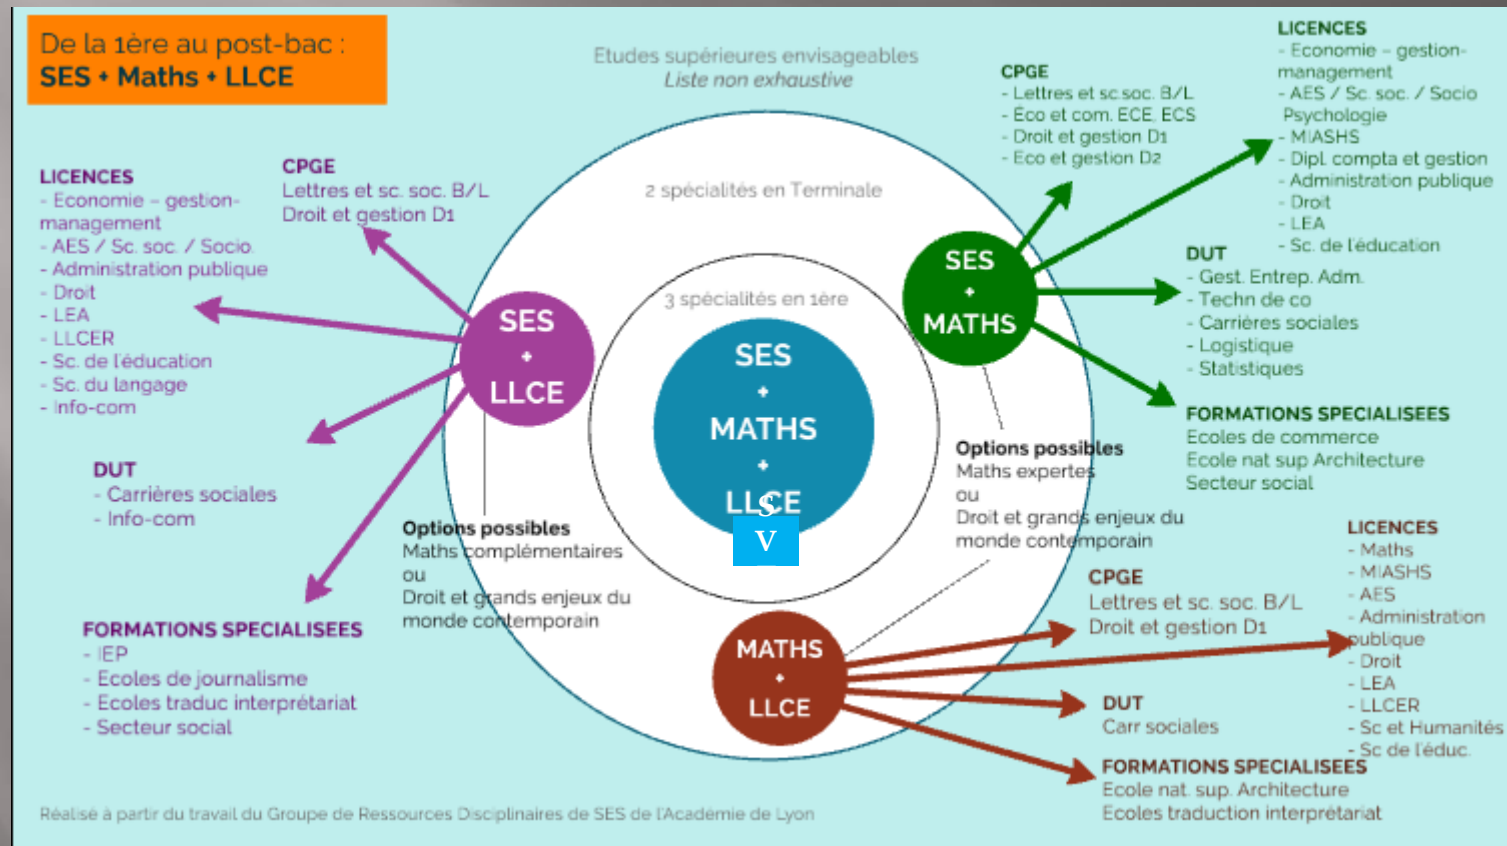 De la 1ère au post-bac :
SES + Maths + LLCE
Etudes supérieures envisageables
Liste non exhaustive
2 spécialités en Terminale
3 spécialités en 1ère
SES
+
MATHS
+
LLCE
S
V
SES
+
LLCE
LICENCES
- Economie – gestion-
management
- AES / Sc. soc. / Socio.
- Administration publique
- Droit
- LEA
- LLCER
- Sc. de l'éducation
- Sc. du langage
- Info-com
CPGE
Lettres et sc. soc. B/L
Droit et gestion D1
DUT
- Carrières sociales
- Info-com
FORMATIONS SPECIALISEES
- IEP
- Ecoles de journalisme
- Ecoles traduc interprétariat
- Secteur social
Options possibles
Maths complémentaires
ou
Droit et grands enjeux du
monde contemporain
SES
+
MATHS
CPGE
- Lettres et sc.soc. B/L
- Éco et com. ECE, ECS
- Droit et gestion D1
- Eco et gestion D2
LICENCES
- Economie – gestion-
management
- AES / Sc. soc. / Socio
Psychologie
- MIASHS
- Dipl. compta et gestion
- Administration publique
- Droit
- LEA
- Sc. de l'éducation
DUT
- Gest. Entrep. Adm.
- Techn de co
- Carrières sociales
- Logistique
- Statistiques
FORMATIONS SPECIALISEES
Ecoles de commerce
Ecole nat sup Architecture
Secteur social
Options possibles
Maths expertes
ou
Droit et grands enjeux du
monde contemporain
MATHS
+
LLCE
CPGE
Lettres et sc. soc. B/L
Droit et gestion D1
LICENCES
- Maths
- MIASHS
- AES
- Administration
publique
- Droit
- LEA
- LLCER
- Sc et Humanités
- Sc de l'éduc.
DUT
Carr sociales
FORMATIONS SPECIALISEES
Ecole nat. sup. Architecture
Ecoles traduction interprétariat
Réalisé à partir du travail du Groupe de Ressources Disciplinaires de SES de l'Académie de Lyon